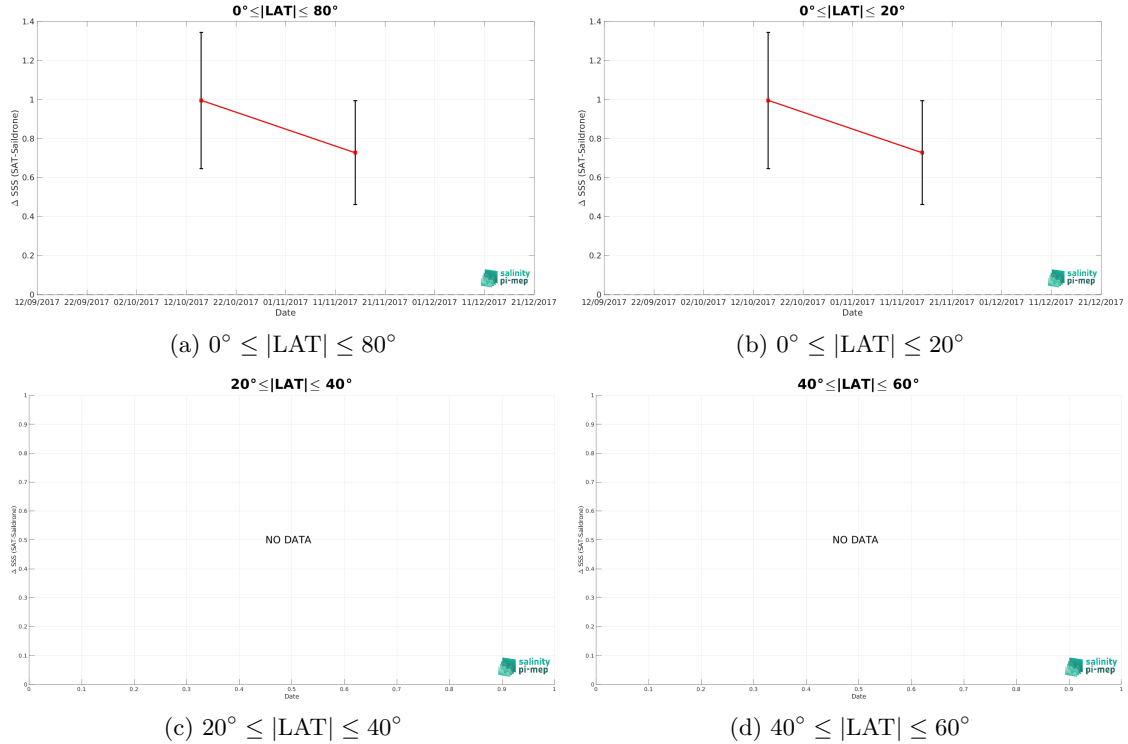 0°≤|LAT|≤ 80°
1.4
1.2
1
0.8
0.6
0.4
0.2
0
Δ SSS (SAT-Saildrone)
12/09/2017 22/09/2017 02/10/2017 12/10/2017 22/10/2017 01/11/2017 11/11/2017 21/11/2017 01/12/2017 11/12/2017 21/12/2017
Date
salinity
pi-mep
(a) 0° ≤ |LAT| ≤ 80°
0°≤|LAT|≤ 20°
1.4
1.2
1
0.8
0.6
0.4
0.2
0
Δ SSS (SAT-Saildrone)
12/09/2017 22/09/2017 02/10/2017 12/10/2017 22/10/2017 01/11/2017 11/11/2017 21/11/2017 01/12/2017 11/12/2017 21/12/2017
Date
salinity
pi-mep
(b) 0° ≤ |LAT| ≤ 20°
20°≤|LAT|≤ 40°
1
0.9
0.8
0.7
0.6
0.5
0.4
0.3
0.2
0.1
0
Δ SSS (SAT-Saildrone)
NO DATA
0 0.1 0.2 0.3 0.4 0.5 0.6 0.7 0.8 0.9 1
Date
salinity
pi-mep
(c) 20° ≤ |LAT| ≤ 40°
40°≤|LAT|≤ 60°
1
0.9
0.8
0.7
0.6
0.5
0.4
0.3
0.2
0.1
0
Δ SSS (SAT-Saildrone)
NO DATA
0 0.1 0.2 0.3 0.4 0.5 0.6 0.7 0.8 0.9 1
Date
salinity
pi-mep
(d) 40° ≤ |LAT| ≤ 60°